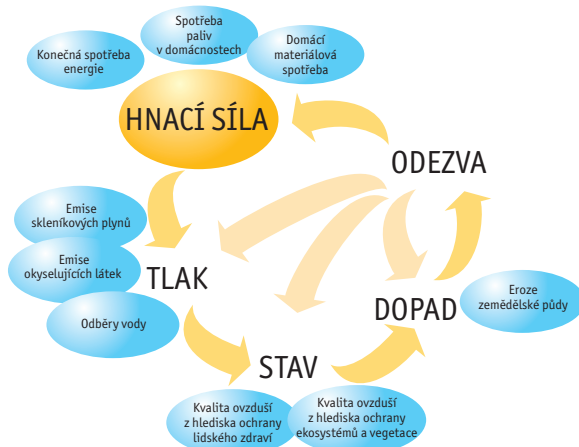 Spotřeba
paliv
v domácnostech
Konečná spotřeba
energie
Domácí
materiálová
spotřeba
HNACÍ SÍLA
ODEZVA
Emise
skleníkových plynů
Emise
okyselujících látek
TLAK
Odběry vody
DOPAD
Eroze
zemědělské půdy
STAV
Kvalita ovzduší
z hlediska ochrany
lidského zdraví
Kvalita ovzduší
z hlediska ochrany
ekosystémů a vegetace